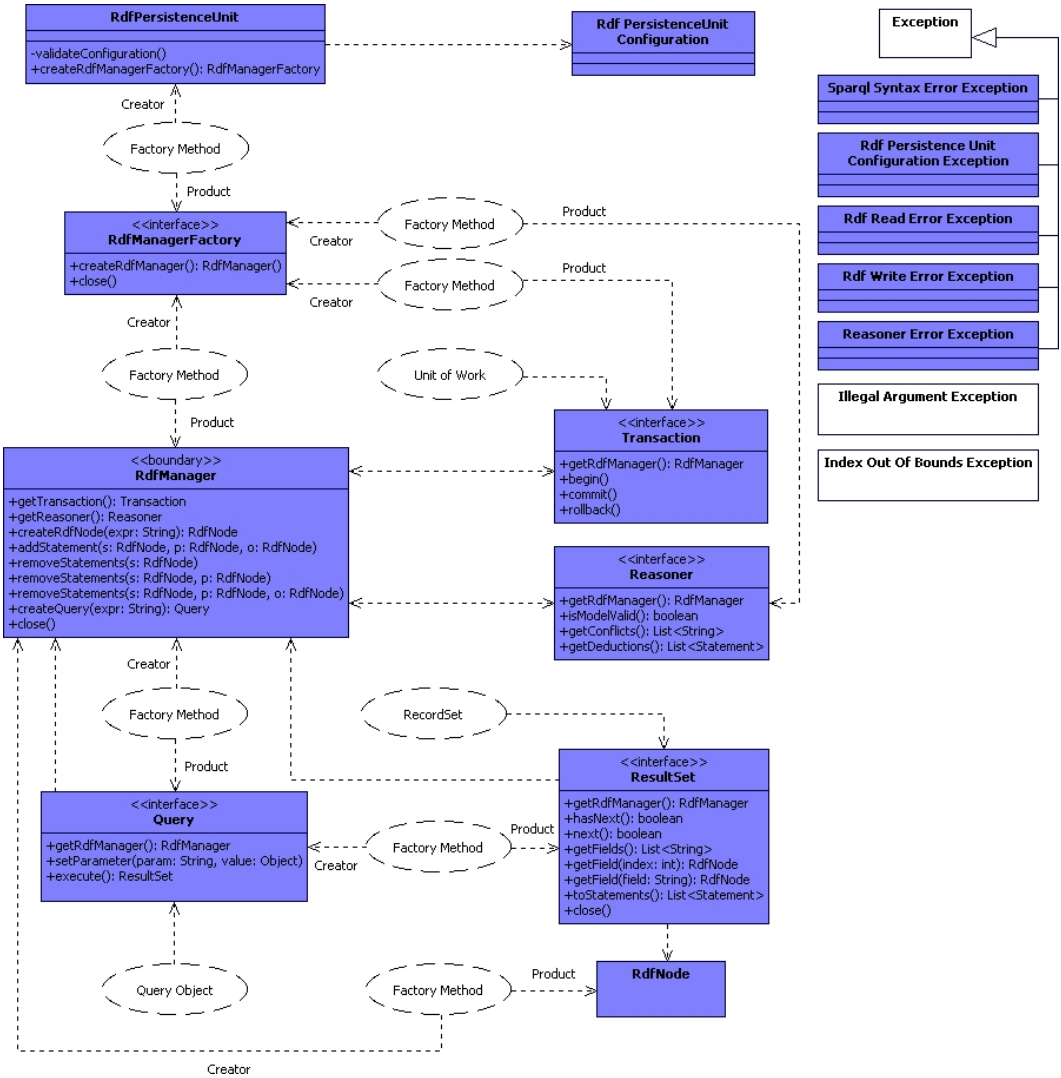 RdfPersistenceUnit
-validateConfiguration()
+createRdfManagerFactory(): RdfManagerFactory
Rdf PersistenceUnit
Configuration
Exception
Sparql Syntax Error Exception
Rdf Persistence Unit
Configuration Exception
Rdf Read Error Exception
Rdf Write Error Exception
Reasoner Error Exception
Illegal Argument Exception
Index Out Of Bounds Exception
Creator
Factory Method
Product
<<interface>>
RdfManagerFactory
+createRdfManager(): RdfManager()
+close()
Factory Method
Product
Creator
Factory Method
Product
Creator
Creator
Factory Method
Product
Unit of Work
<<interface>>
Transaction
+getRdfManager(): RdfManager
+begin()
+commit()
+rollback()
<<boundary>>
RdfManager
+getTransaction(): Transaction
+getReasoner(): Reasoner
+createRdfNode(expr: String): RdfNode
+addStatement(s: RdfNode, p: RdfNode, o: RdfNode)
+removeStatements(s: RdfNode)
+removeStatements(s: RdfNode, p: RdfNode)
+removeStatements(s: RdfNode, p: RdfNode, o: RdfNode)
+createQuery(expr: String): Query
+close()
<<interface>>
Reasoner
+getRdfManager(): RdfManager
+isModelValid(): boolean
+getConflicts(): List<String>
+getDeductions(): List<Statement>
Creator
Factory Method
Product
RecordSet
<<interface>>
ResultSet
+getRdfManager(): RdfManager
+hasNext(): boolean
+next(): boolean
+getFields(): List<String>
+getField(index: int): RdfNode
+getField(field: String): RdfNode
+toStatements(): List<Statement>
+close()
<<interface>>
Query
+getRdfManager(): RdfManager
+setParameter(param: String, value: Object)
+execute(): ResultSet
Factory Method
Product
Creator
Query Object
Factory Method
Product
RdfNode
Creator